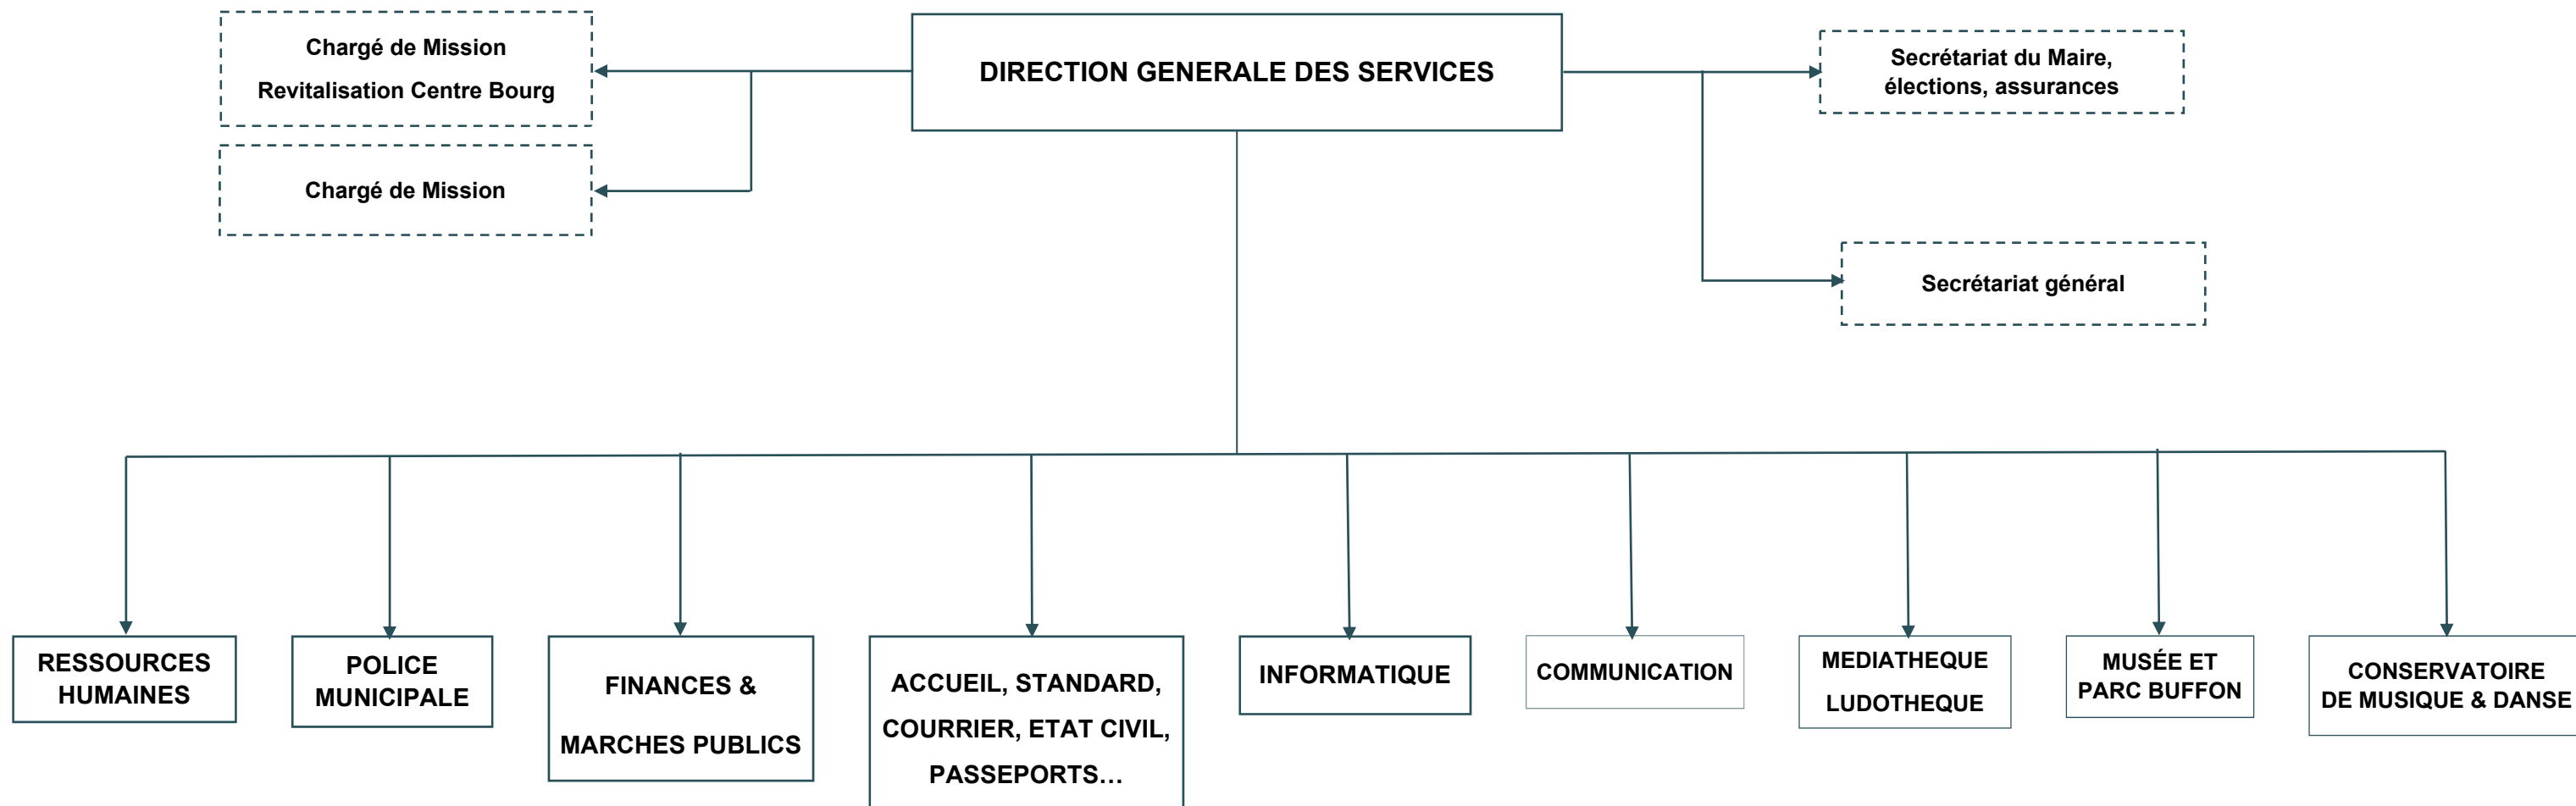 Chargé de Mission
Revitalisation Centre Bourg
DIRECTION GENERALE DES SERVICES
Secrétariat du Maire,
élections, assurances
Chargé de Mission
Secrétariat général
RESSOURCES
HUMAINES
POLICE
MUNICIPALE
FINANCES &
MARCHES PUBLICS
ACCUEIL, STANDARD,
COURRIER, ETAT CIVIL,
PASSEPORTS…
INFORMATIQUE
COMMUNICATION
MEDIATHEQUE
LUDOTHEQUE
MUSÉE ET
PARC BUFFON
CONSERVATOIRE
DE MUSIQUE & DANSE